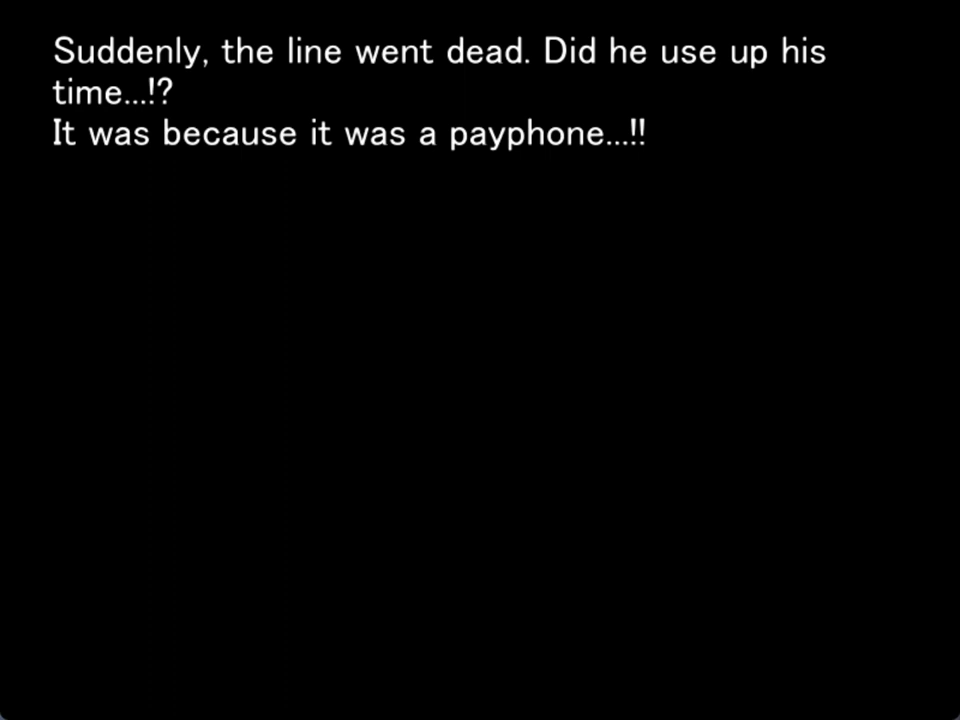 Suddenly, the line went dead. Did he use up his
time...!?
It was because it was a payphone...!!